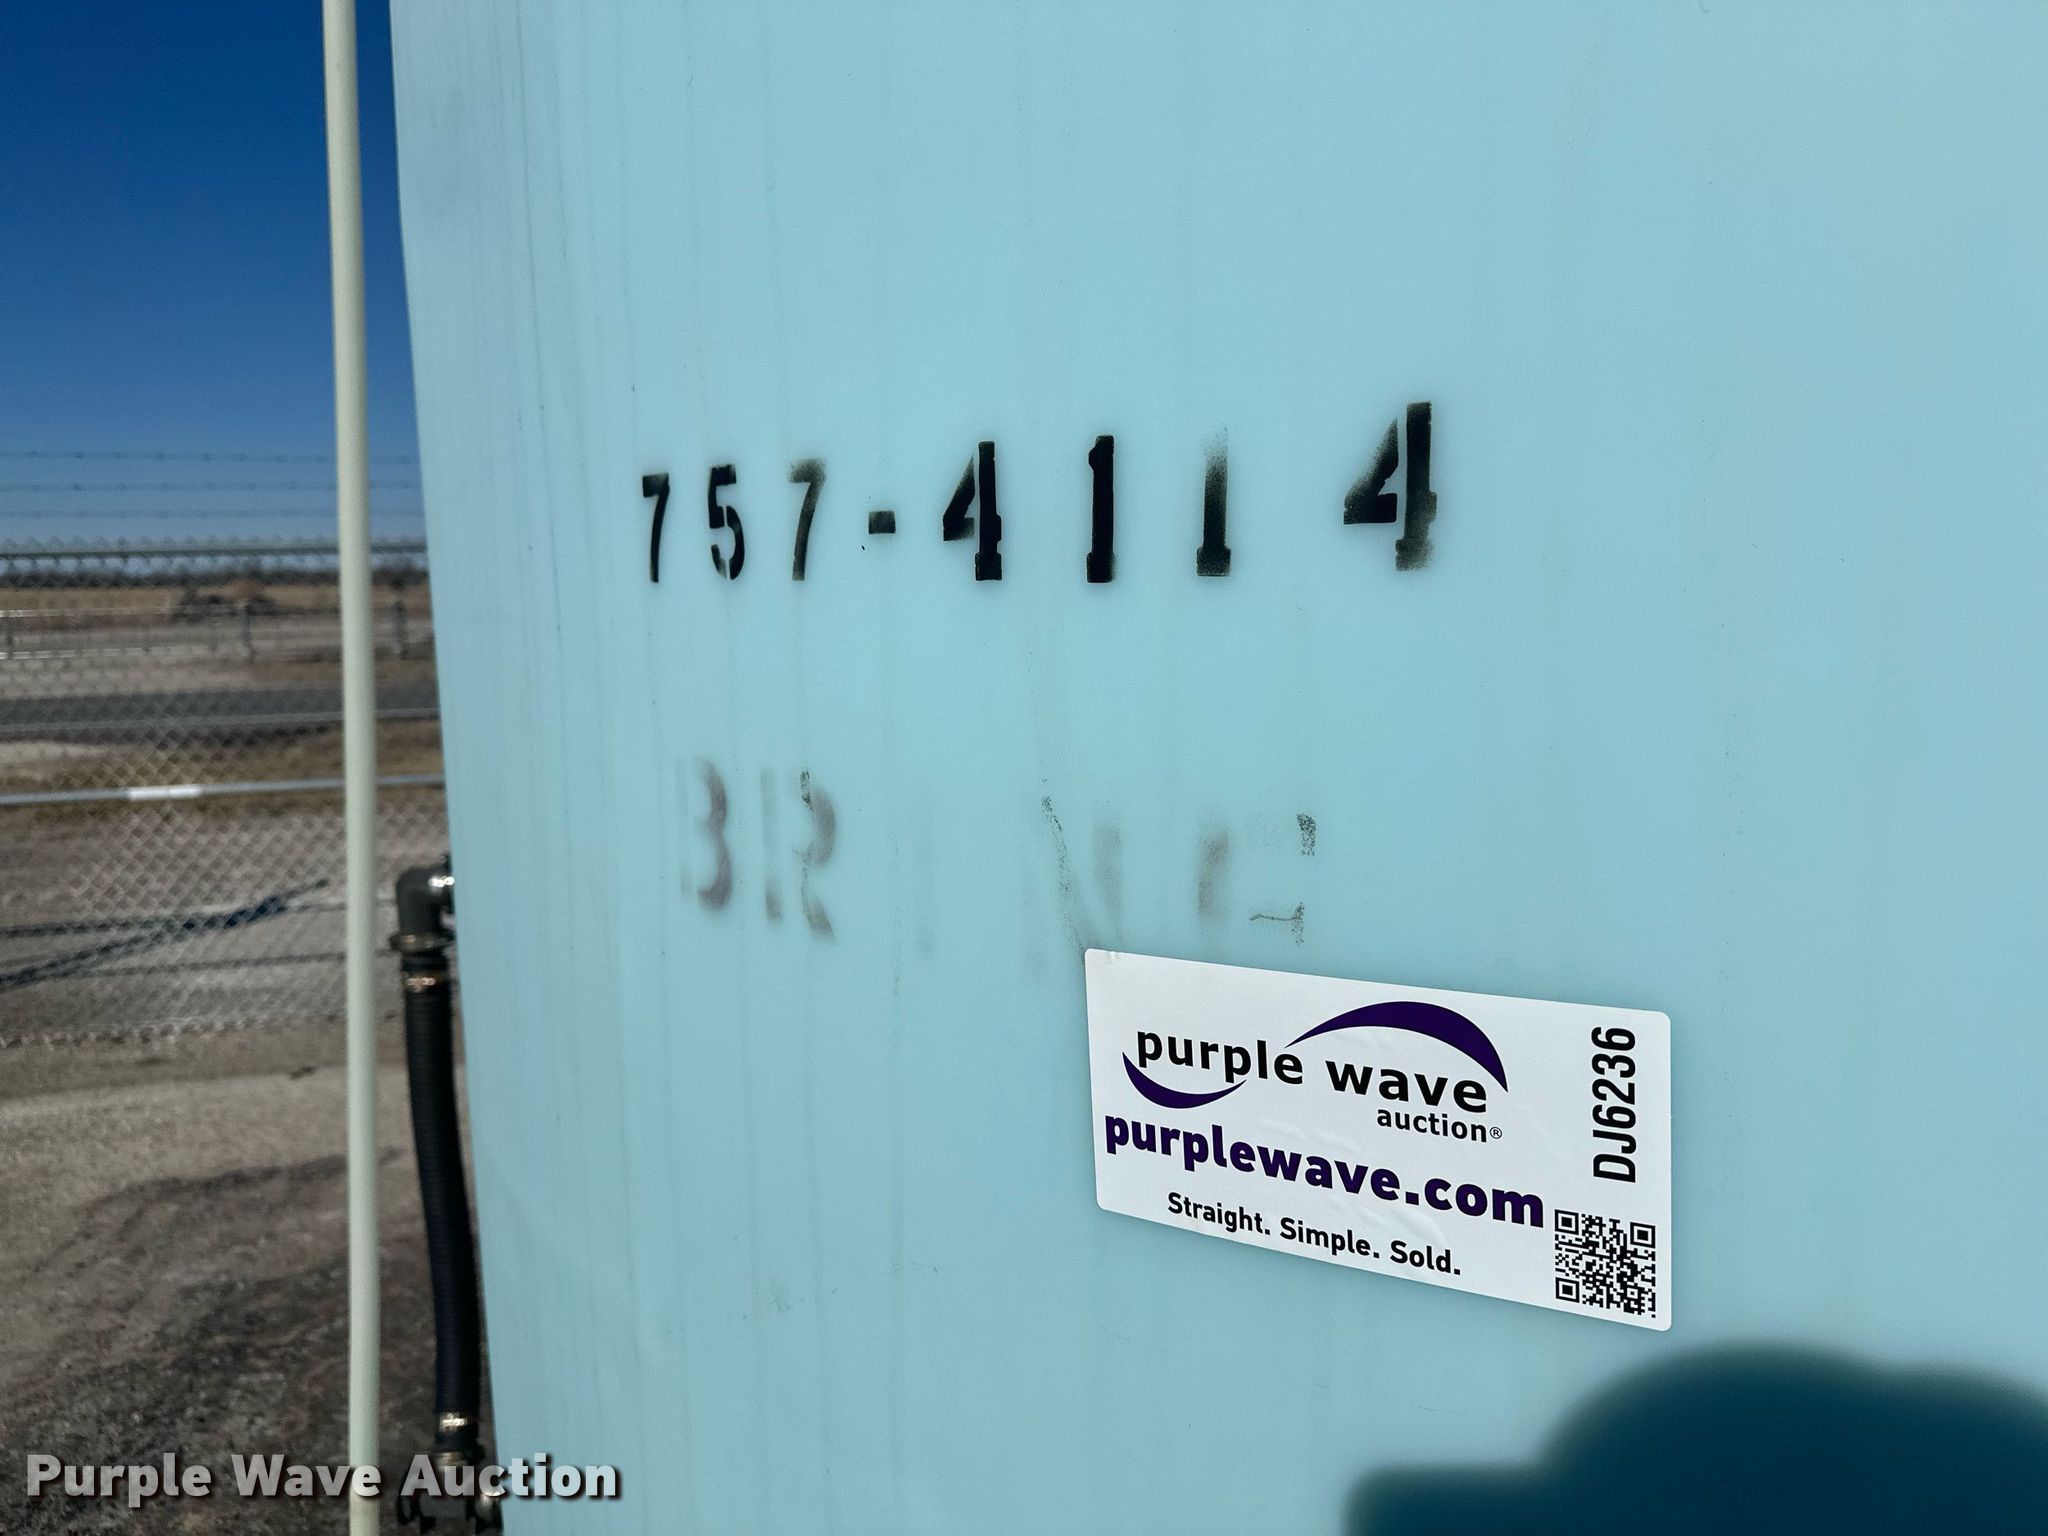 757-4114
purple wave
auction®
purplewave.com
Straight. Simple. Sold.
DJ6236
Purple Wave Auction